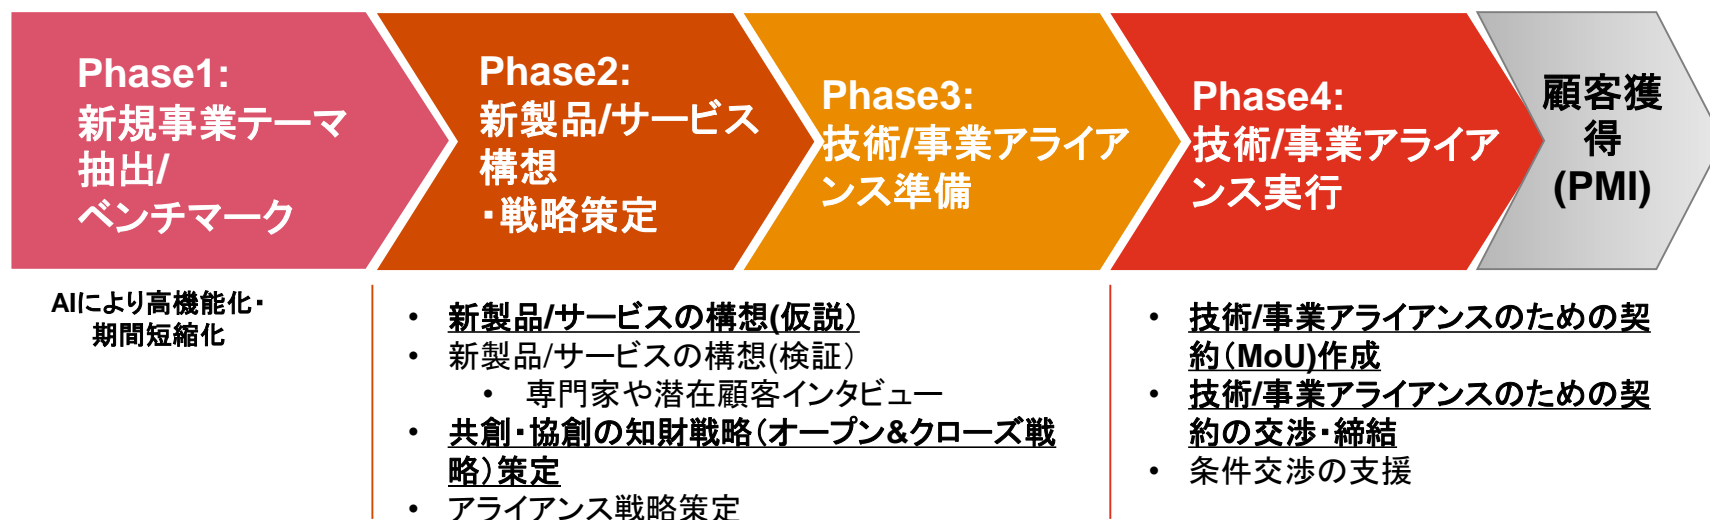 Phase1:
新規事業テーマ
抽出/
ベンチマーク
Phase2:
新製品/サービス
構想
・戦略策定
Phase3:
技術/事業アライア
ンス準備
Phase4:
技術/事業アライア
ンス実行
顧客獲
得
(PMI)
AIにより高機能化・
期間短縮化
• 新製品/サービスの構想(仮説）
• 新製品/サービスの構想(検証）
• 専門家や潜在顧客インタビュー
• 共創・協創の知財戦略（オープン&クローズ戦
略）策定
• アライアンス戦略策定
• 技術/事業アライアンスのための契
約（MoU)作成
• 技術/事業アライアンスのための契
約の交渉・締結
• 条件交渉の支援